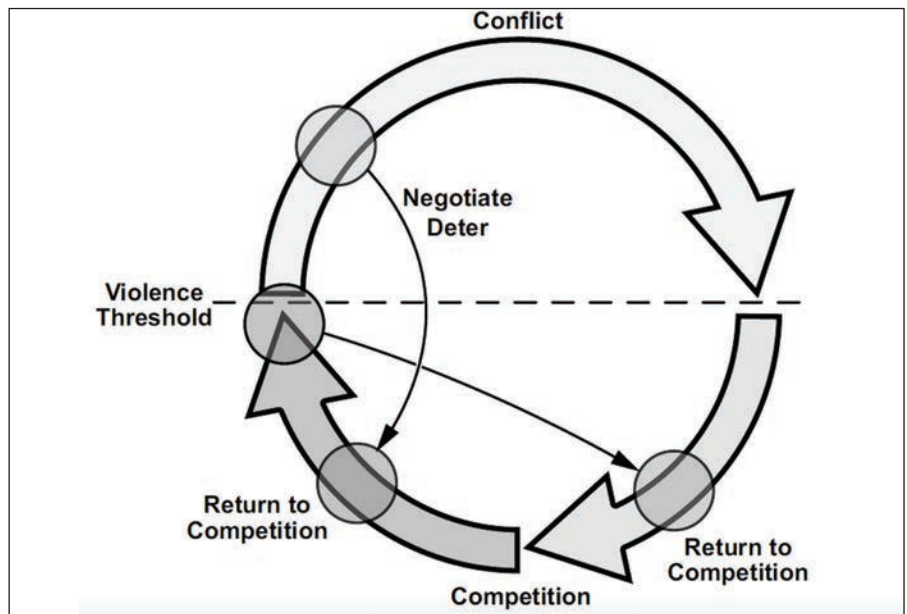 Conflict
Negotiate
Deter
Violence
Threshold
Return to
Competition
Return to
Competition
Competition